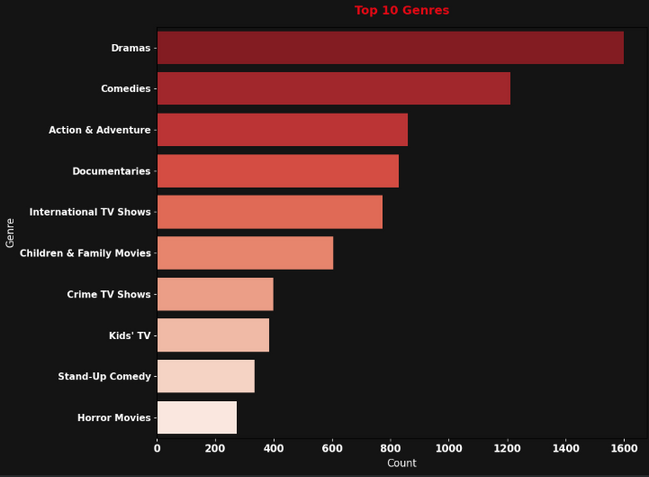 Top 10 Genres
Genre
Dramas
Comedies
Action & Adventure
Documentaries
International TV Shows
Children & Family Movies
Crime TV Shows
Kids' TV
Stand-Up Comedy
Horror Movies
0 200 400 600 800 1000 1200 1400 1600
Count